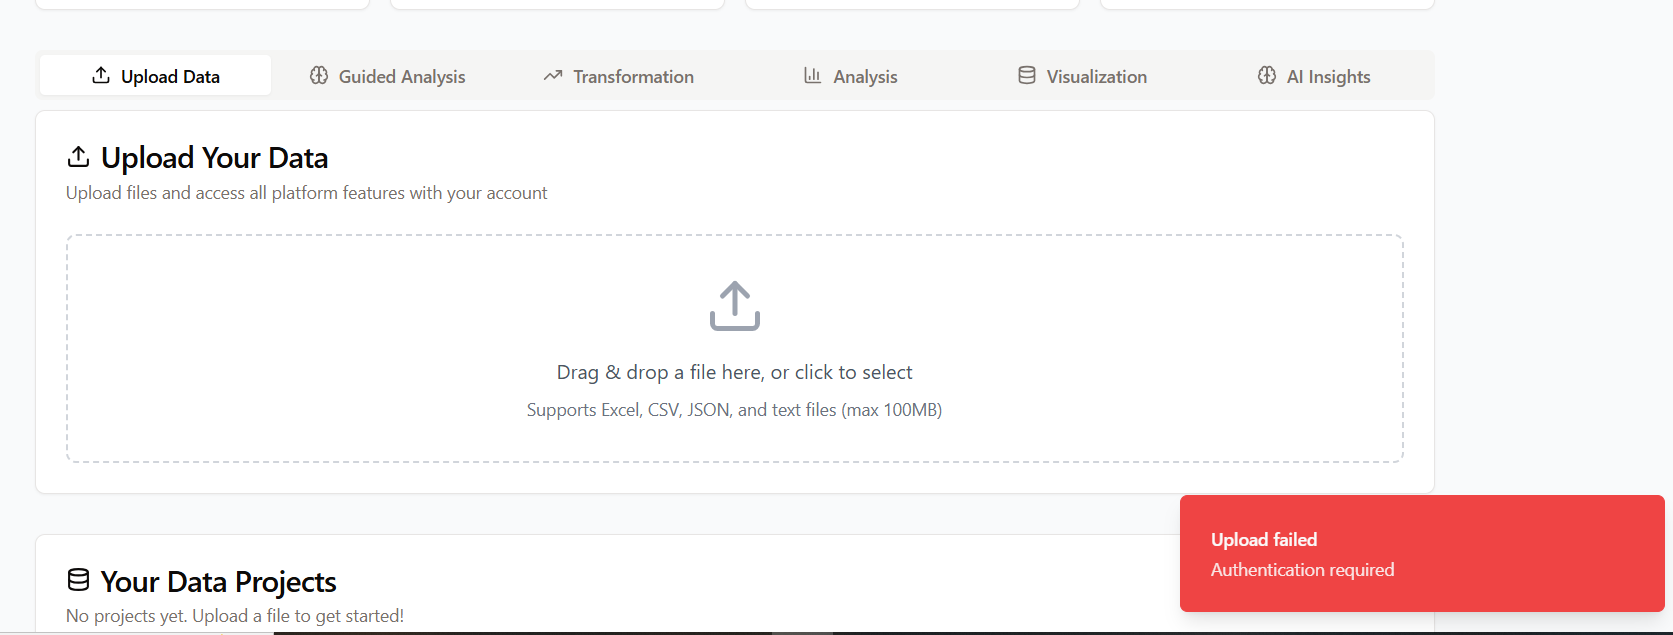 Upload Data
Guided Analysis
Transformation
Analysis
Visualization
AI Insights
Upload Your Data
Upload files and access all platform features with your account
Drag & drop a file here, or click to select
Supports Excel, CSV, JSON, and text files (max 100MB)
Upload failed
Authentication required
Your Data Projects
No projects yet. Upload a file to get started!